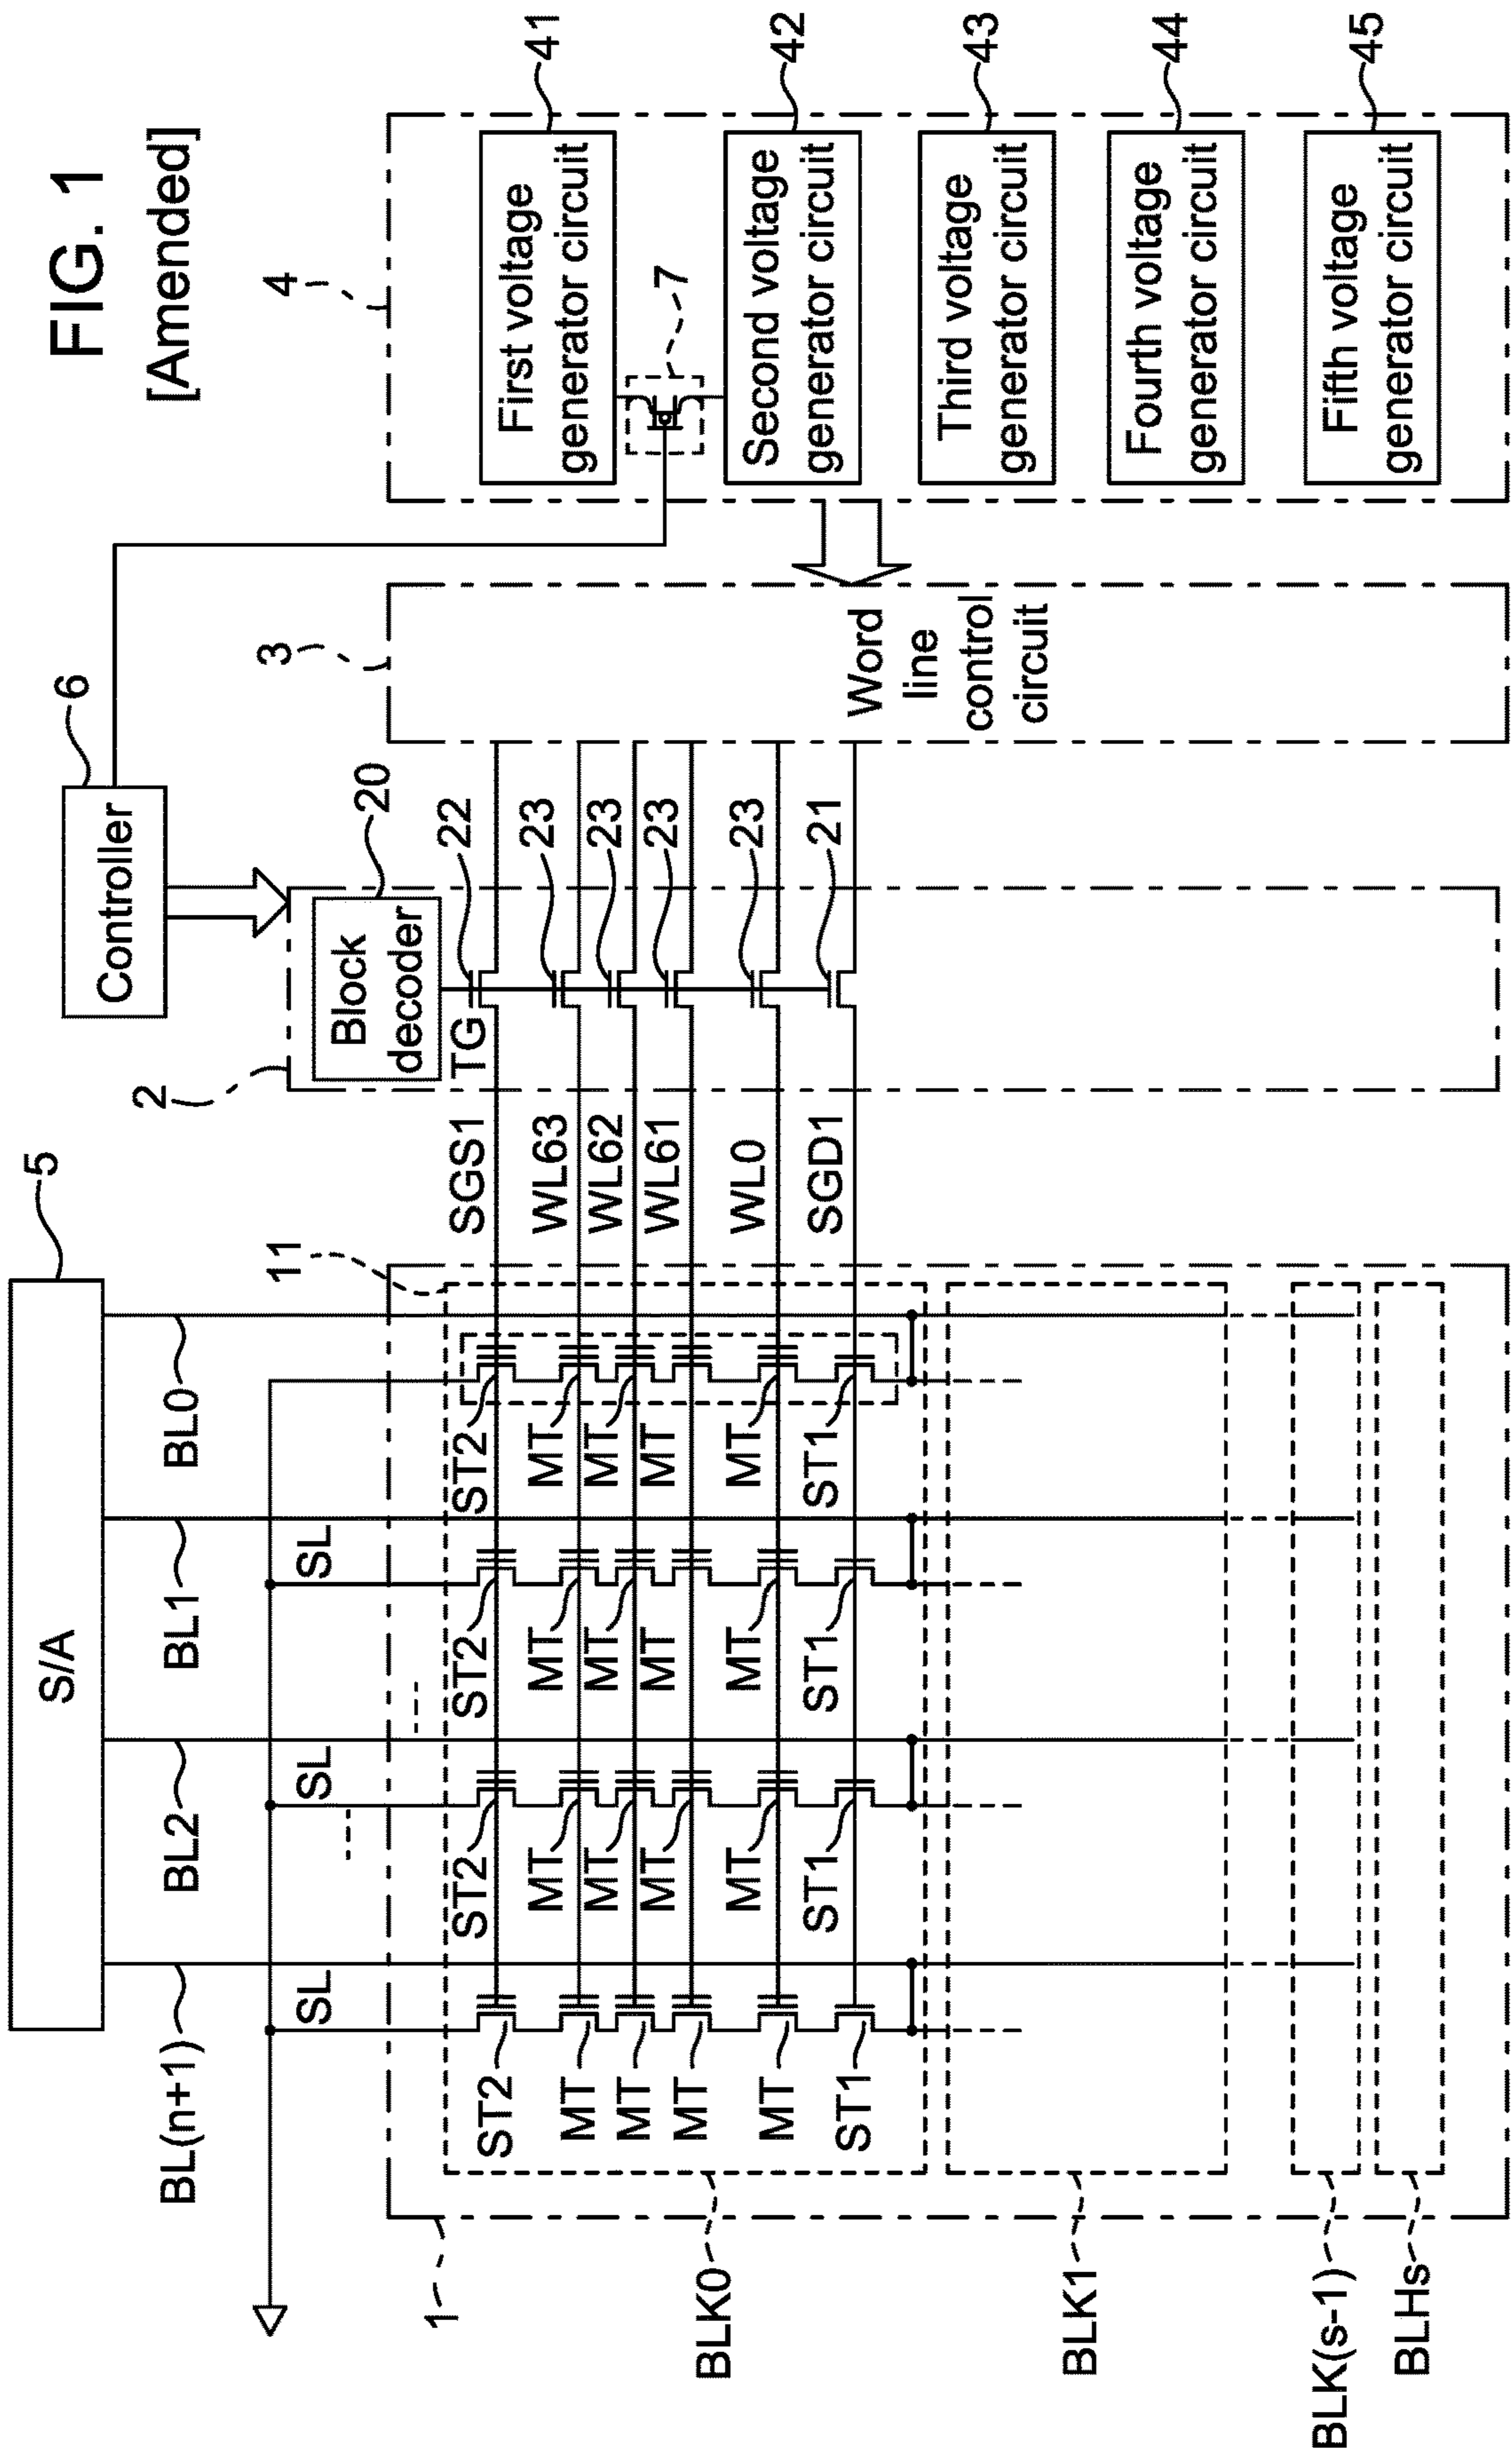 FIG. 1
[Amended]
S/A
5
BL(n+1)
BL2
BL1
BL0
SL
SL
SL
6
Controller
2
Block
decoder
20
TG
3
4
11
ST2
ST2
ST2
ST2
SGS1
22
MT
MT
MT
MT
WL63
23
MT
MT
MT
MT
WL62
23
MT
MT
MT
MT
WL61
23
MT
MT
MT
MT
WL0
23
ST1
ST1
ST1
ST1
SGD1
21
Word
line
control
circuit
First voltage
generator circuit
41
7
Second voltage
generator circuit
42
Third voltage
generator circuit
43
Fourth voltage
generator circuit
44
Fifth voltage
generator circuit
45
1
BLK0
BLK1
BLK(s-1)
BLHs